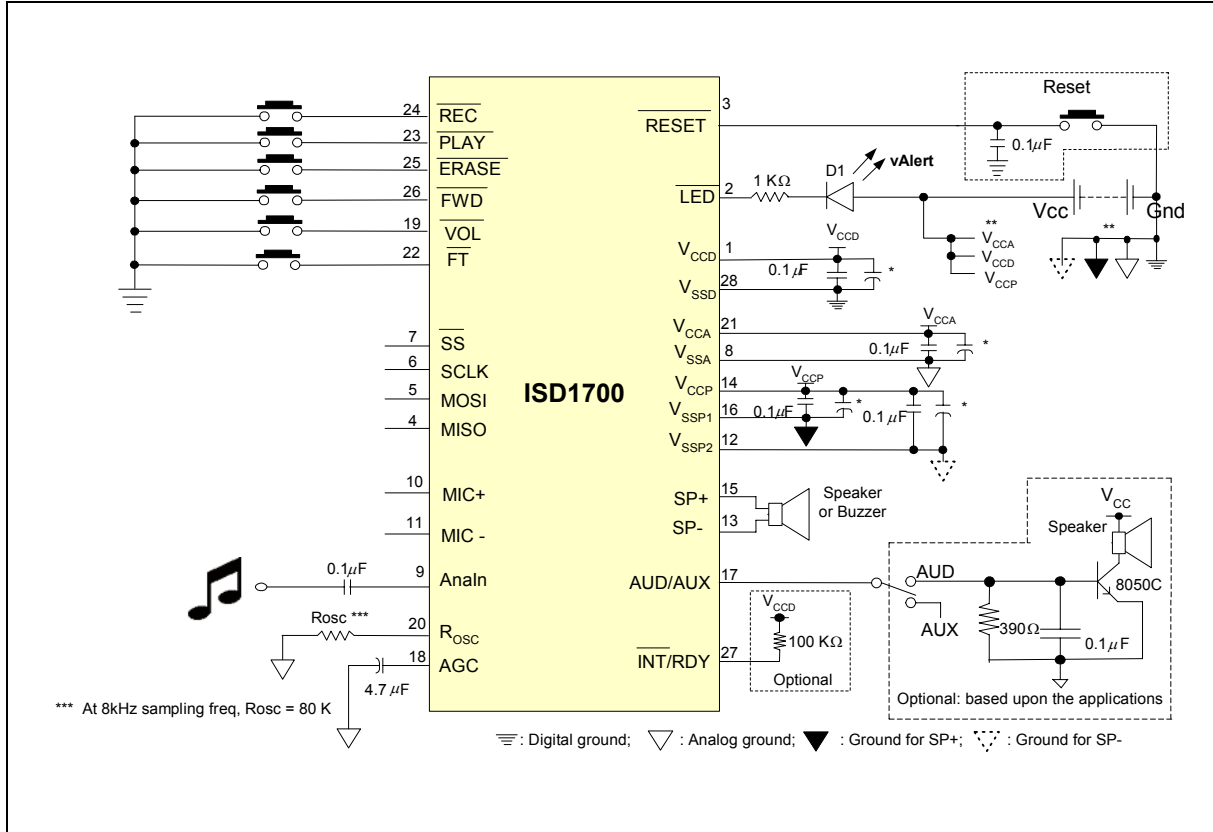 24 REC
23 PLAY
25 ERASE
26 FWD
19 VOL
22 FT
7 SS
6 SCLK
5 MOSI
4 MISO
10 MIC+
11 MIC -
0.1μF 9 AnaIn
Rosc *** 20 ROSC
18 AGC
4.7 μF
*** At 8kHz sampling freq, Rosc = 80 K
ISD1700
RESET 3
Reset
0.1μF
LED 2
1 KΩ
D1
vAlert
Vcc
Gnd
**
VCCA
VCCD
VCCP
**
VCCD 1
VSSD 28
VCCD
0.1μF
*
VCCA 21
VSSA 8
VCCA
0.1μF
*
VCCP 14
VSSP1 16
VSSP2 12
VCCP
0.1μF
*
0.1μF
*
SP+ 15
SP- 13
Speaker
or Buzzer
AUD/AUX 17
AUD
AUX
VCC
Speaker
8050C
390Ω
0.1μF
Optional: based upon the applications
INT/RDY 27
VCCD
100 KΩ
Optional
: Digital ground; : Analog ground; : Ground for SP+; : Ground for SP-